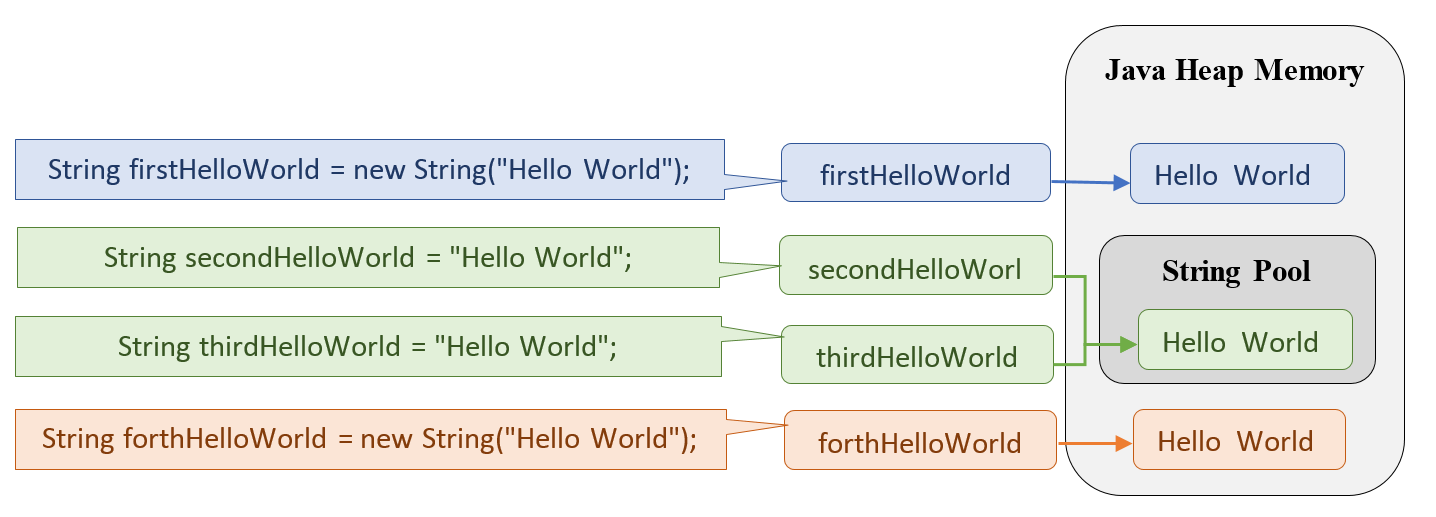 Java Heap Memory
String firstHelloWorld = new String("Hello World");
firstHelloWorld
Hello World
String secondHelloWorld = "Hello World";
secondHelloWorl
String Pool
String thirdHelloWorld = "Hello World";
thirdHelloWorld
Hello World
String forthHelloWorld = new String("Hello World");
forthHelloWorld
Hello World